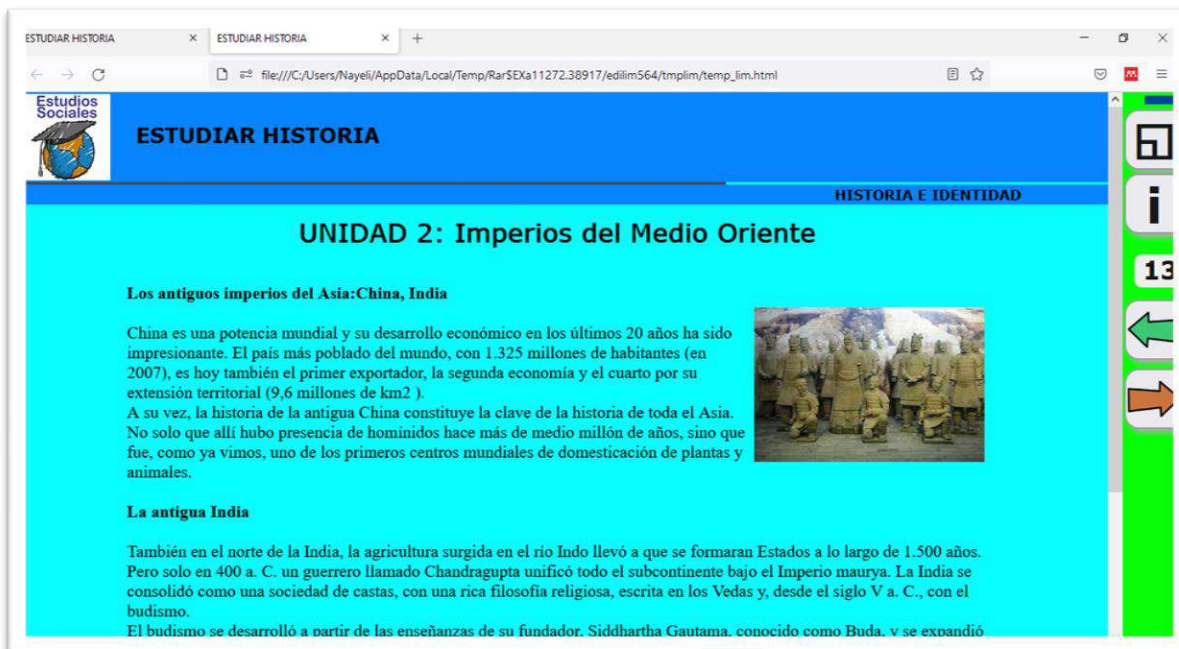 ESTUDIAR HISTORIA
ESTUDIAR HISTORIA
file:///C:/Users/Nayeli/AppData/Local/Temp/Rar$EXa11272.38917/edilim564/tmplim/temp_lim.html
Estudios
Sociales
ESTUDIAR HISTORIA
HISTORIA E IDENTIDAD
i
13
UNIDAD 2: Imperios del Medio Oriente
Los antiguos imperios del Asia:China, India
China es una potencia mundial y su desarrollo económico en los últimos 20 años ha sido
impresionante. El país más poblado del mundo, con 1.325 millones de habitantes (en
2007), es hoy también el primer exportador, la segunda economía y el cuarto por su
extensión territorial (9,6 millones de km2 ).
A su vez, la historia de la antigua China constituye la clave de la historia de toda el Asia.
No solo que allí hubo presencia de homínidos hace más de medio millón de años, sino que
fue, como ya vimos, uno de los primeros centros mundiales de domesticación de plantas y
animales.
La antigua India
También en el norte de la India, la agricultura surgida en el río Indo llevó a que se formaran Estados a lo largo de 1.500 años.
Pero solo en 400 a. C. un guerrero llamado Chandragupta unificó todo el subcontinente bajo el Imperio maurya. La India se
consolidó como una sociedad de castas, con una rica filosofía religiosa, escrita en los Vedas y, desde el siglo V a. C., con el
budismo.
El budismo se desarrolló a partir de las enseñanzas de su fundador, Siddhartha Gautama, conocido como Buda, y se expandió